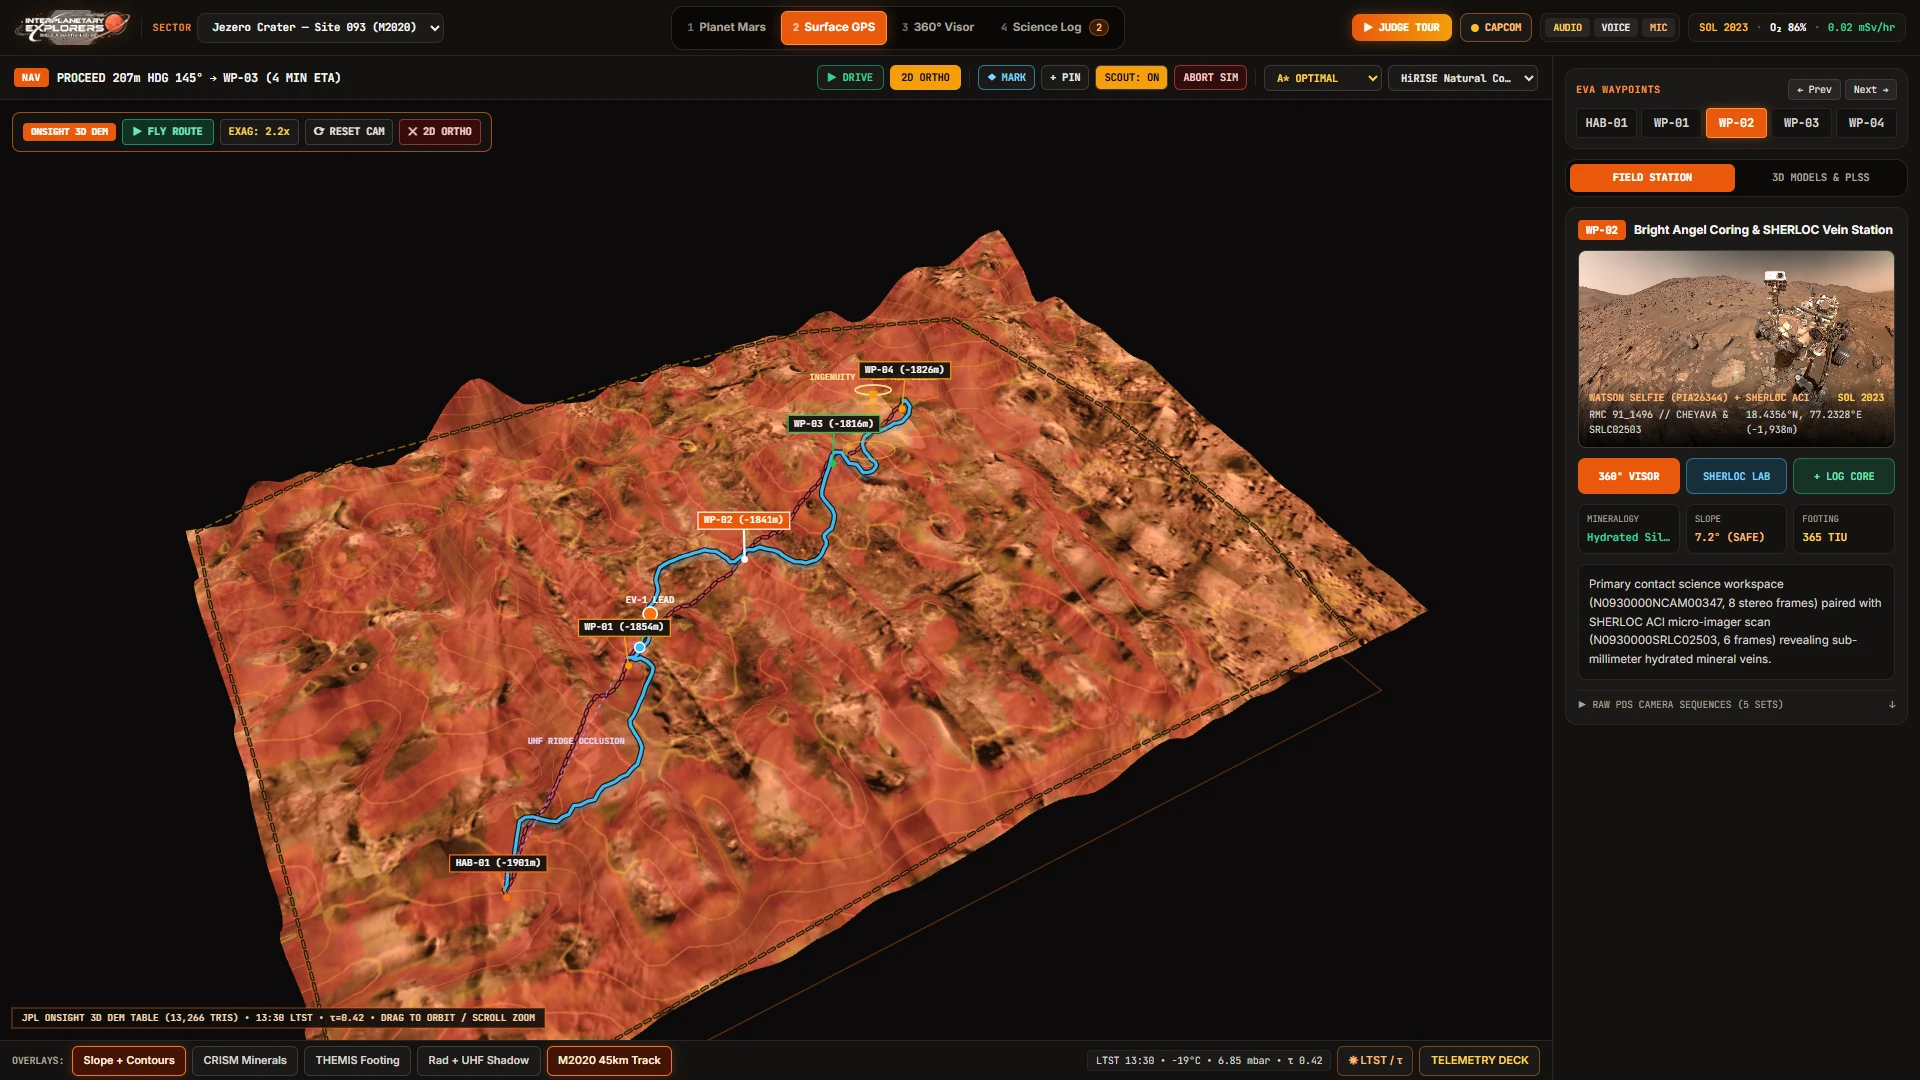 INTERPLANETARY
EXPLORERS
SECTOR
Jezero Crater – Site 093 (M2020)
1 Planet Mars
2 Surface GPS
3 360° Visor
4 Science Log 2
▶ JUDGE TOUR
CAPCOM
AUDIO
VOICE
MIC
SOL 2023 · O₂ 86% · 0.02 mSv/hr
NAV
PROCEED 207m HDG 145° → WP-03 (4 MIN ETA)
▶ DRIVE
2D ORTHO
◆ MARK
+ PIN
SCOUT: ON
ABORT SIM
A★ OPTIMAL
HiRISE Natural Co…
ONSIGHT 3D DEM
▶ FLY ROUTE
EXAG: 2.2x
⟳ RESET CAM
✕ 2D ORTHO
INGENUITY
WP-04 (-1826m)
WP-03 (-1816m)
WP-02 (-1841m)
EV-1 LEAD
WP-01 (-1854m)
UHF RIDGE OCCLUSION
HAB-01 (-1901m)
JPL ONSIGHT 3D DEM TABLE (13,266 TRIS) • 13:30 LTST • τ=0.42 • DRAG TO ORBIT / SCROLL ZOOM
OVERLAYS:
Slope + Contours
CRISM Minerals
THEMIS Footing
Rad + UHF Shadow
M2020 45km Track
LTST 13:30 • -19°C • 6.85 mbar • τ 0.42
LTST / τ
TELEMETRY DECK
EVA WAYPOINTS
← Prev
Next →
HAB-01
WP-01
WP-02
WP-03
WP-04
FIELD STATION
3D MODELS & PLSS
WP-02
Bright Angel Coring & SHERLOC Vein Station
WATSON SELFIE (PIA26344) + SHERLOC ACI
SOL 2023
RMC 91_1496 // CHEYAVA &
SRLC02503
18.4356°N, 77.2328°E
(-1,938m)
360° VISOR
SHERLOC LAB
+ LOG CORE
MINERALOGY
Hydrated Sil…
SLOPE
7.2° (SAFE)
FOOTING
365 TIU
Primary contact science workspace
(N0930000NCAM00347, 8 stereo frames) paired with
SHERLOC ACI micro-imager scan
(N0930000SRLC02503, 6 frames) revealing sub-
millimeter hydrated mineral veins.
▶ RAW PDS CAMERA SEQUENCES (5 SETS) ↓